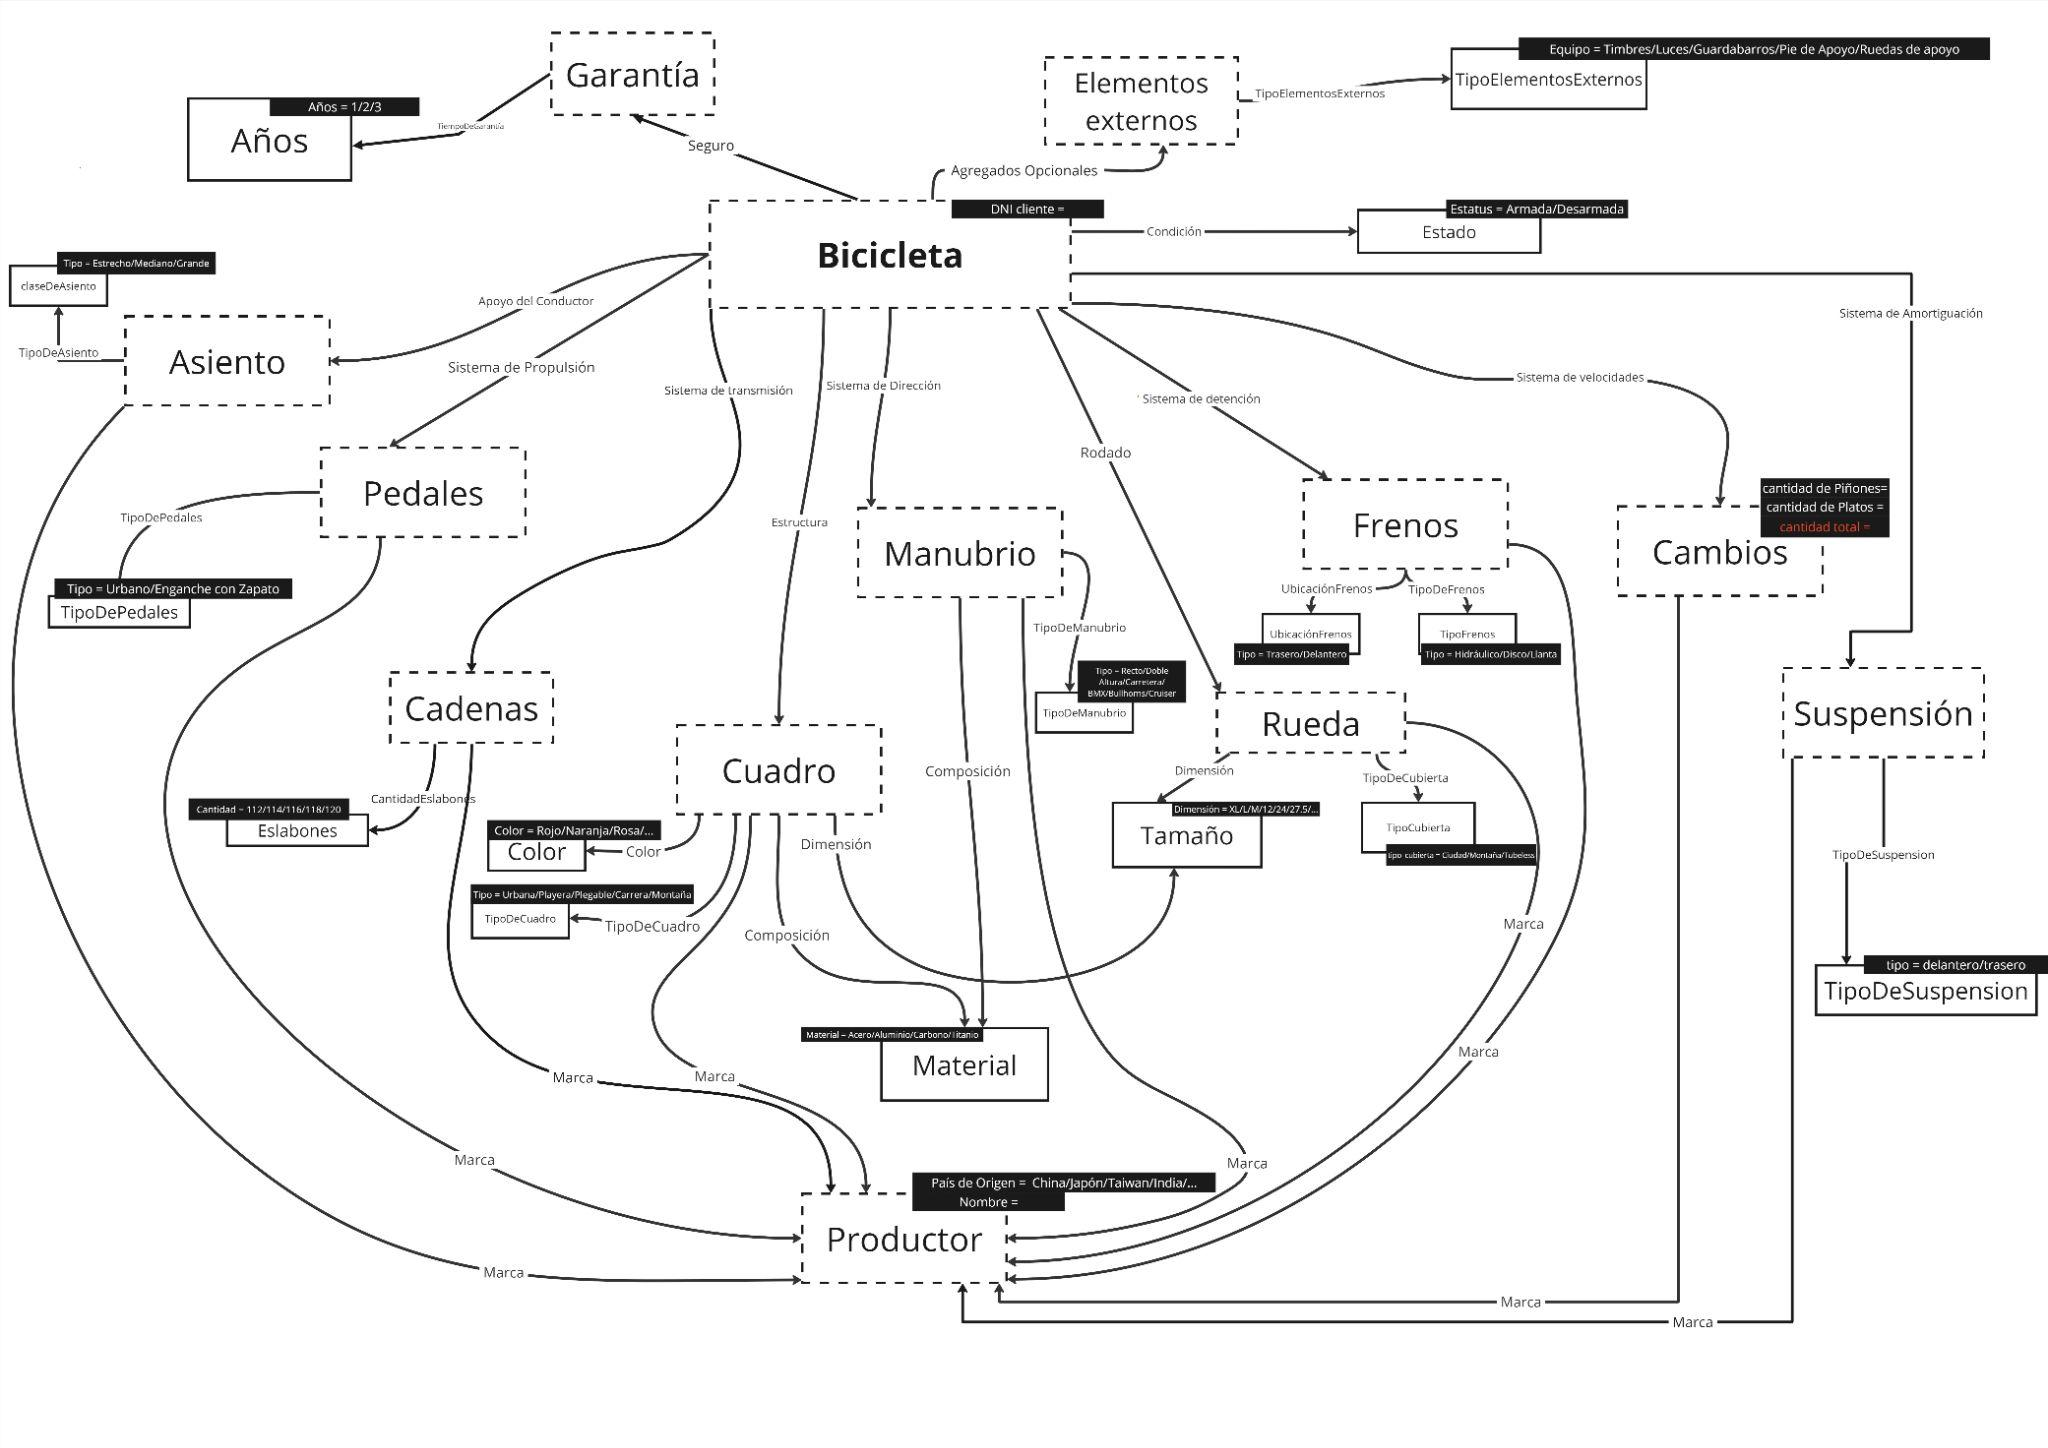 Garantía
Años = 1/2/3
Años
TiempoDeGarantía
Seguro
Elementos
externos
TipoElementosExternos
Equipo = Timbres/Luces/Guardabarros/Pie de Apoyo/Ruedas de apoyo
TipoElementosExternos
Agregados Opcionales
DNI cliente =
Bicicleta
Condición
Estatus = Armada/Desarmada
Estado
Tipo = Estrecho/Mediano/Grande
claseDeAsiento
TipoDeAsiento
Asiento
Apoyo del Conductor
Sistema de Propulsión
Sistema de transmisión
Sistema de Dirección
Sistema de detención
Sistema de velocidades
Sistema de Amortiguación
Rodado
Estructura
Pedales
TipoDePedales
Tipo = Urbano/Enganche con Zapato
TipoDePedales
Manubrio
TipoDeManubrio
Tipo = Recto/Doble
Altura/Carretera/
BMX/Bullhorns/Cruiser
TipoDeManubrio
Frenos
UbicaciónFrenos
TipoDeFrenos
UbicaciónFrenos
Tipo = Trasero/Delantero
TipoFrenos
Tipo = Hidráulico/Disco/Llanta
cantidad de Piñones=
cantidad de Platos =
cantidad total =
Cambios
Cadenas
CantidadEslabones
Cantidad = 112/114/116/118/120
Eslabones
Cuadro
Color = Rojo/Naranja/Rosa/...
Color
Color
Tipo = Urbana/Playera/Plegable/Carrera/Montaña
TipoDeCuadro
TipoDeCuadro
Composición
Dimensión
Composición
Rueda
Dimensión
TipoDeCubierta
Dimensión = XL/L/M/12/24/27.5/...
Tamaño
TipoCubierta
tipo cubierta = Ciudad/Montaña/Tubeless
Suspensión
TipoDeSuspension
tipo = delantero/trasero
TipoDeSuspension
Material = Acero/Aluminio/Carbono/Titanio
Material
Marca
Marca
Marca
Marca
Marca
Marca
Marca
País de Origen = China/Japón/Taiwan/India/...
Nombre =
Productor
Marca
Marca